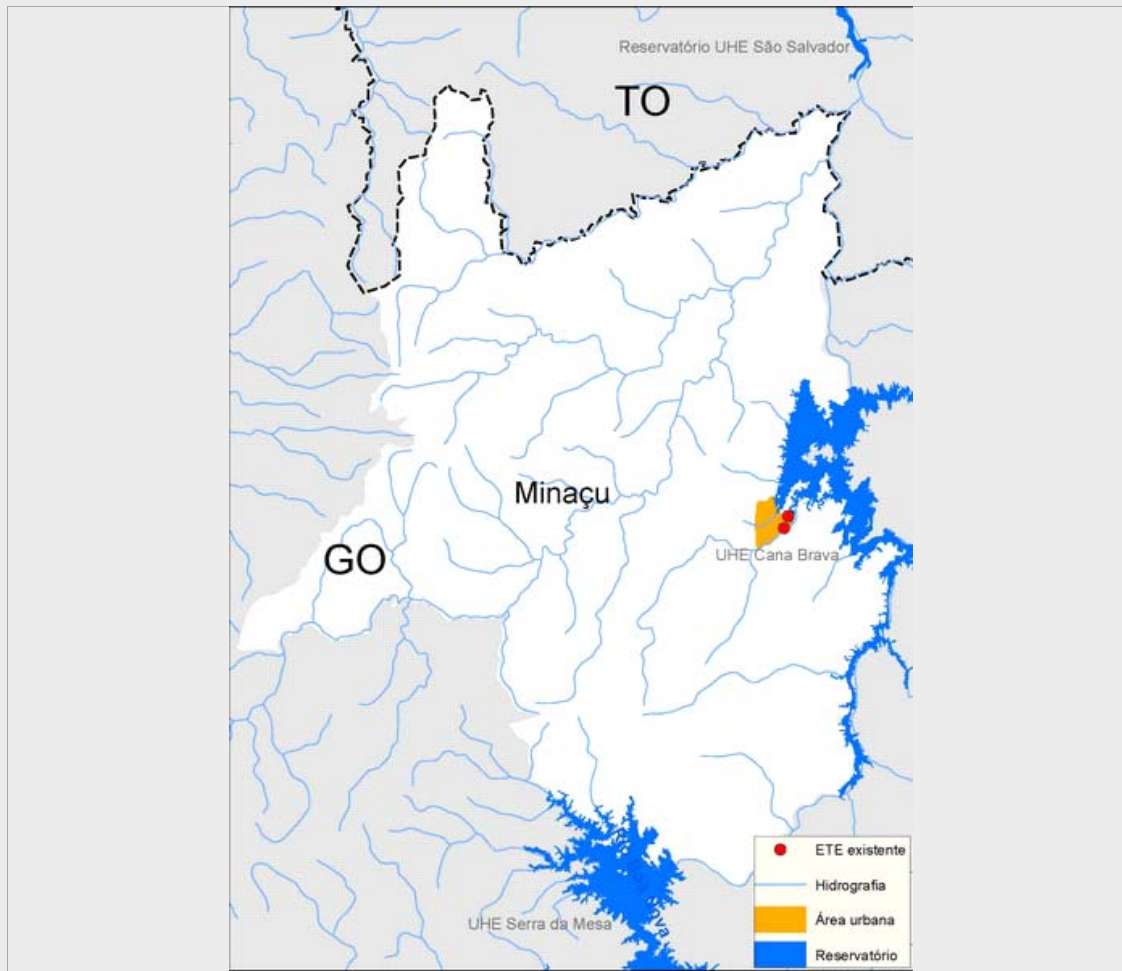 Reservatório UHE São Salvador
TO
Minaçu
GO
UHE Cana Brava
UHE Serra da Mesa
ETE existente
Hidrografia
Área urbana
Reservatório